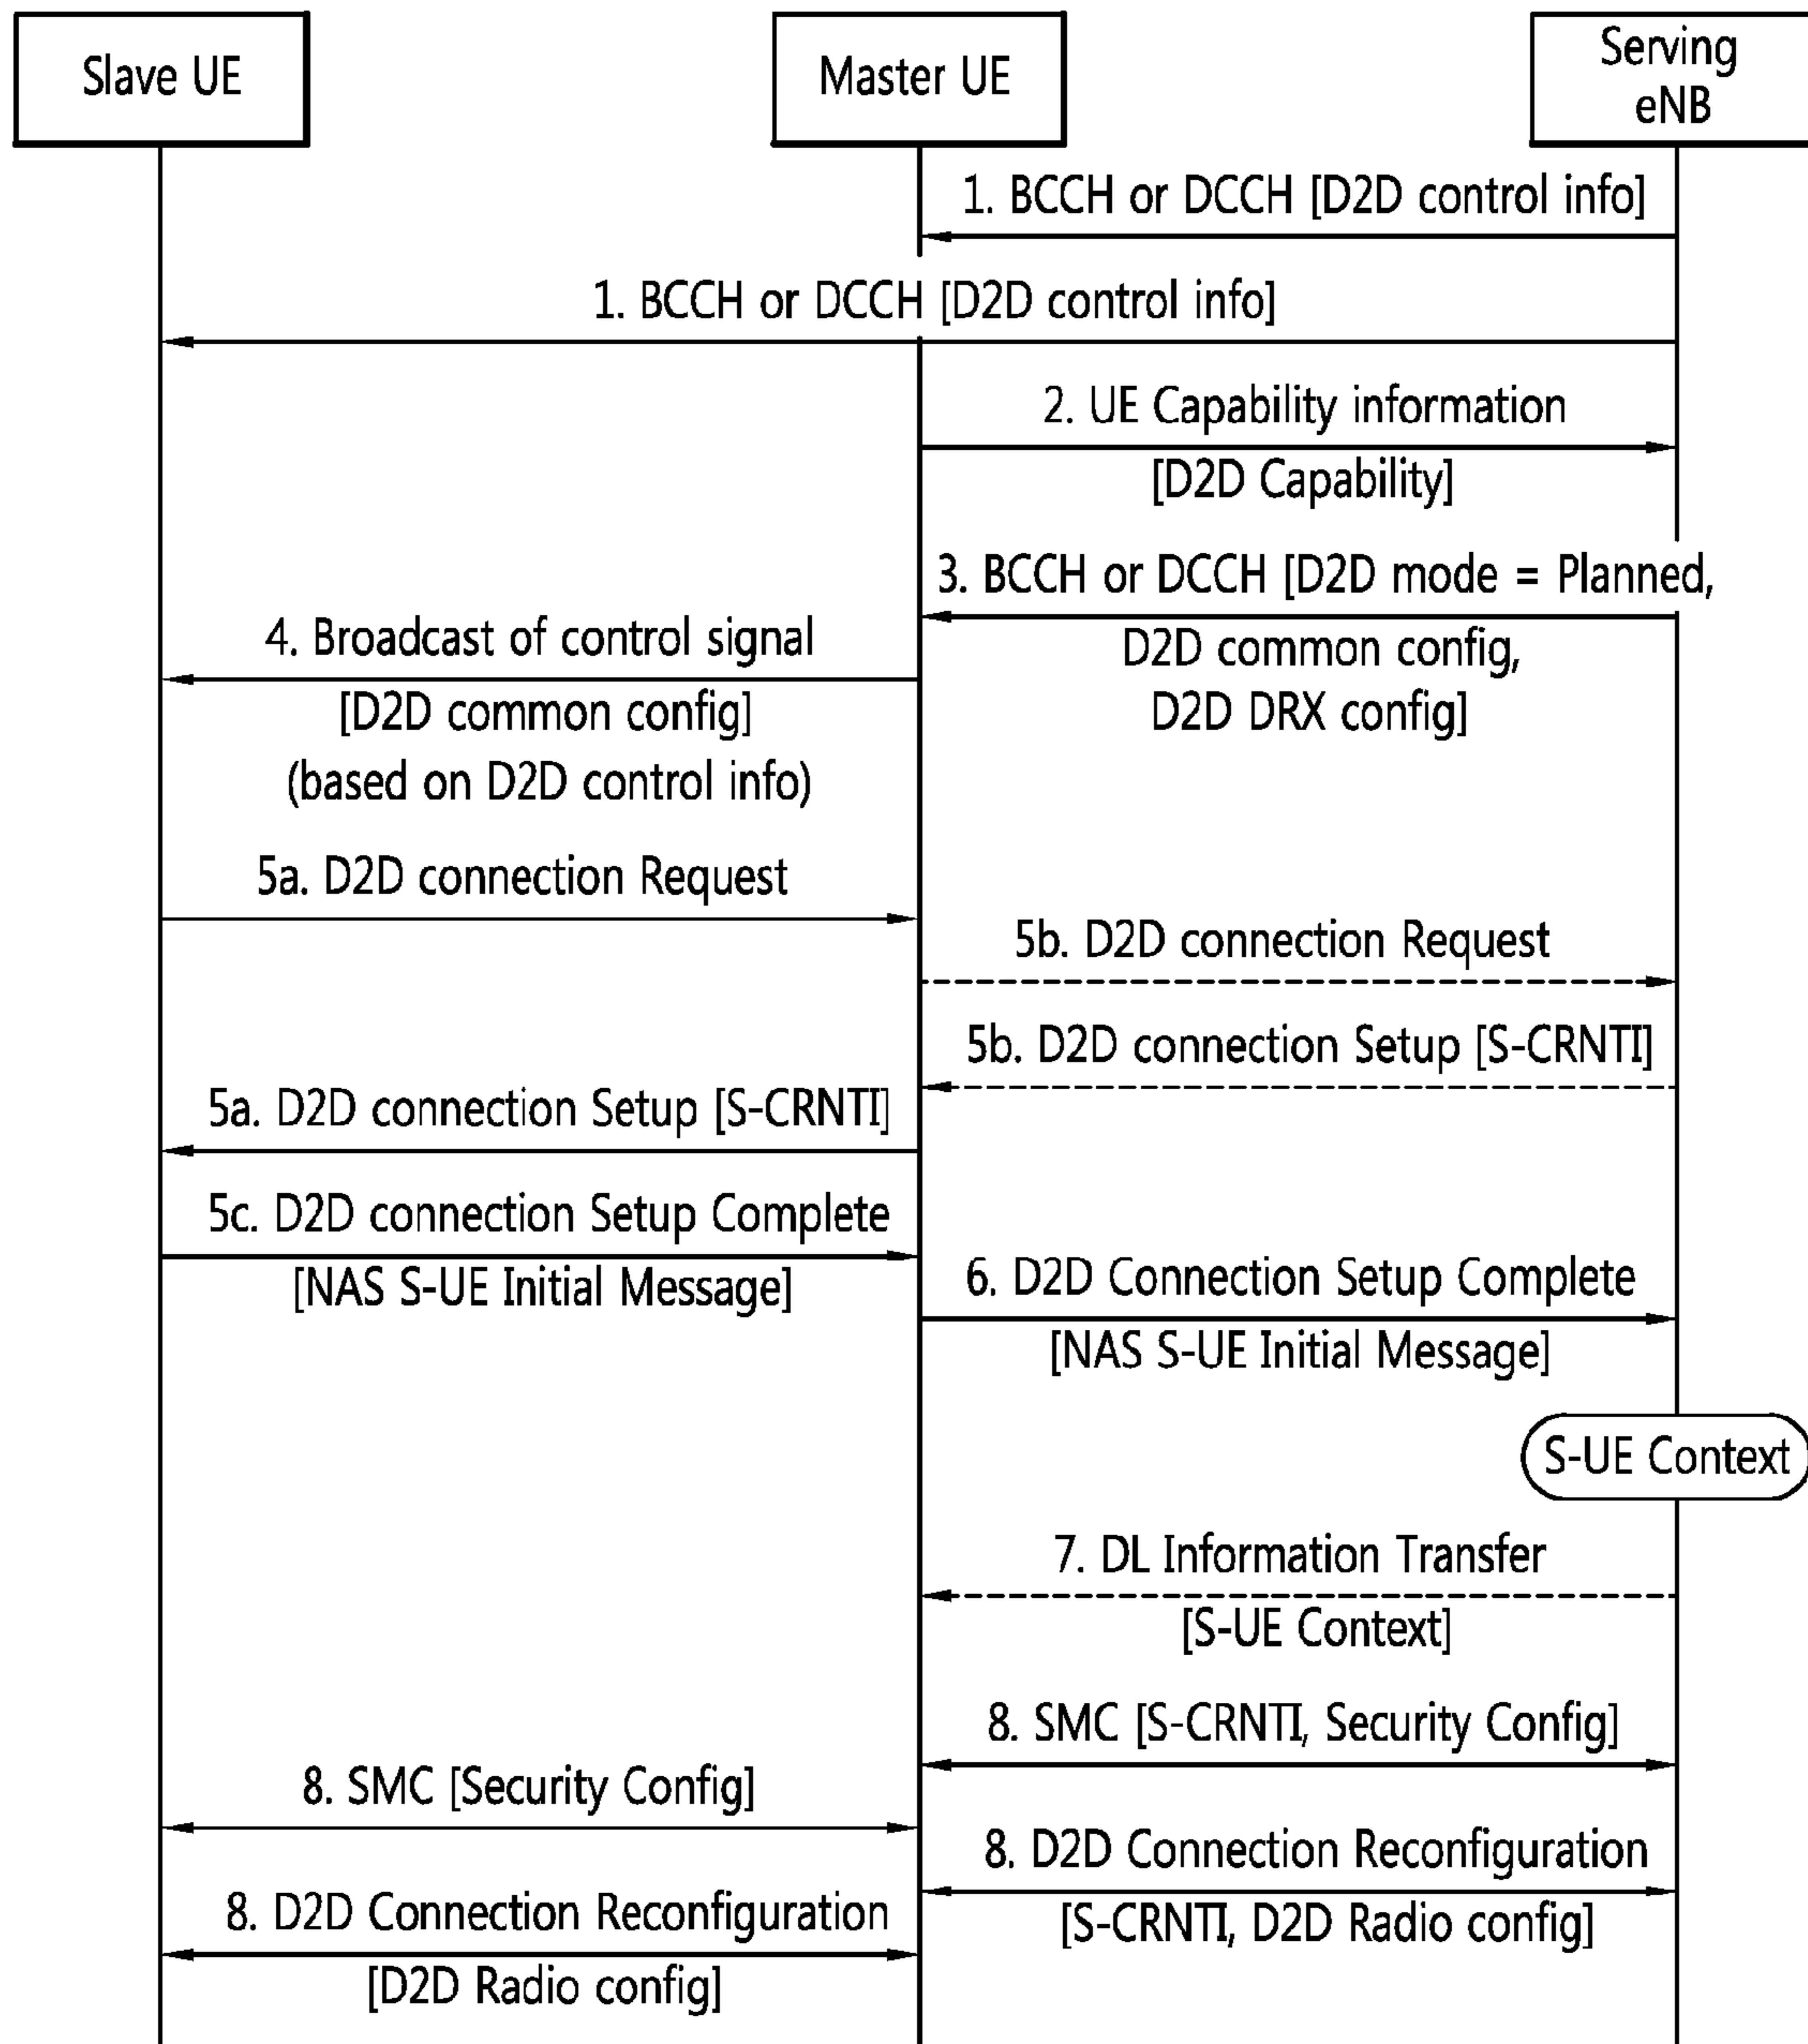 Slave UE
Master UE
Serving
eNB
1. BCCH or DCCH [D2D control info]
1. BCCH or DCCH [D2D control info]
2. UE Capability information
[D2D Capability]
3. BCCH or DCCH [D2D mode = Planned,
D2D common config,
D2D DRX config]
4. Broadcast of control signal
[D2D common config]
(based on D2D control info)
5a. D2D connection Request
5b. D2D connection Request
5b. D2D connection Setup [S-CRNTI]
5a. D2D connection Setup [S-CRNTI]
5c. D2D connection Setup Complete
[NAS S-UE Initial Message]
6. D2D Connection Setup Complete
[NAS S-UE Initial Message]
S-UE Context
7. DL Information Transfer
[S-UE Context]
8. SMC [S-CRNTI, Security Config]
8. SMC [Security Config]
8. D2D Connection Reconfiguration
[S-CRNTI, D2D Radio config]
8. D2D Connection Reconfiguration
[D2D Radio config]